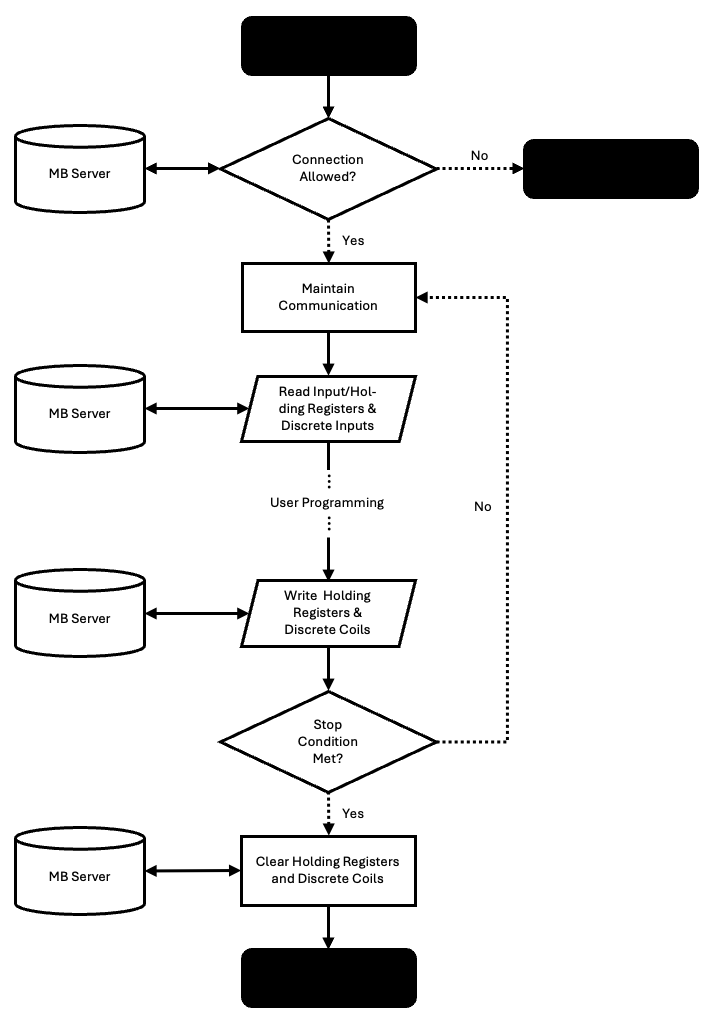 Connection
Allowed?
MB Server
No
Yes
Maintain
Communication
Read Input/Hol-
ding Registers &
Discrete Inputs
MB Server
User Programming
No
Write  Holding
Registers &
Discrete Coils
MB Server
Stop
Condition
Met?
Yes
Clear Holding Registers
and Discrete Coils
MB Server